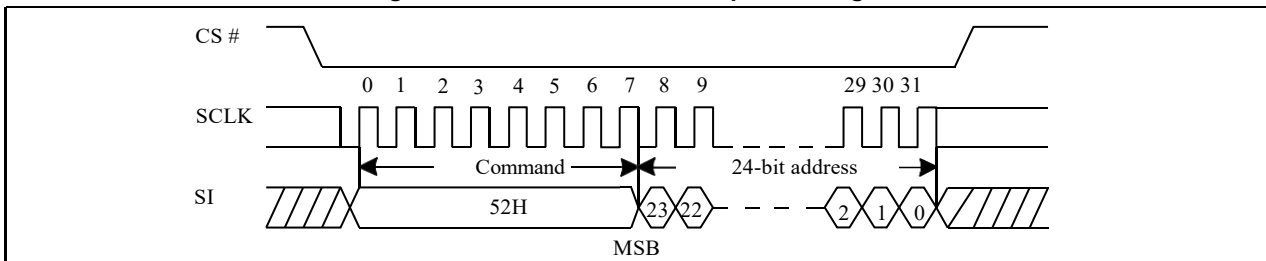 CS #
0 1 2 3 4 5 6 7 8 9 29 30 31
SCLK
Command 24-bit address
SI 52H 23 22 2 1 0
MSB